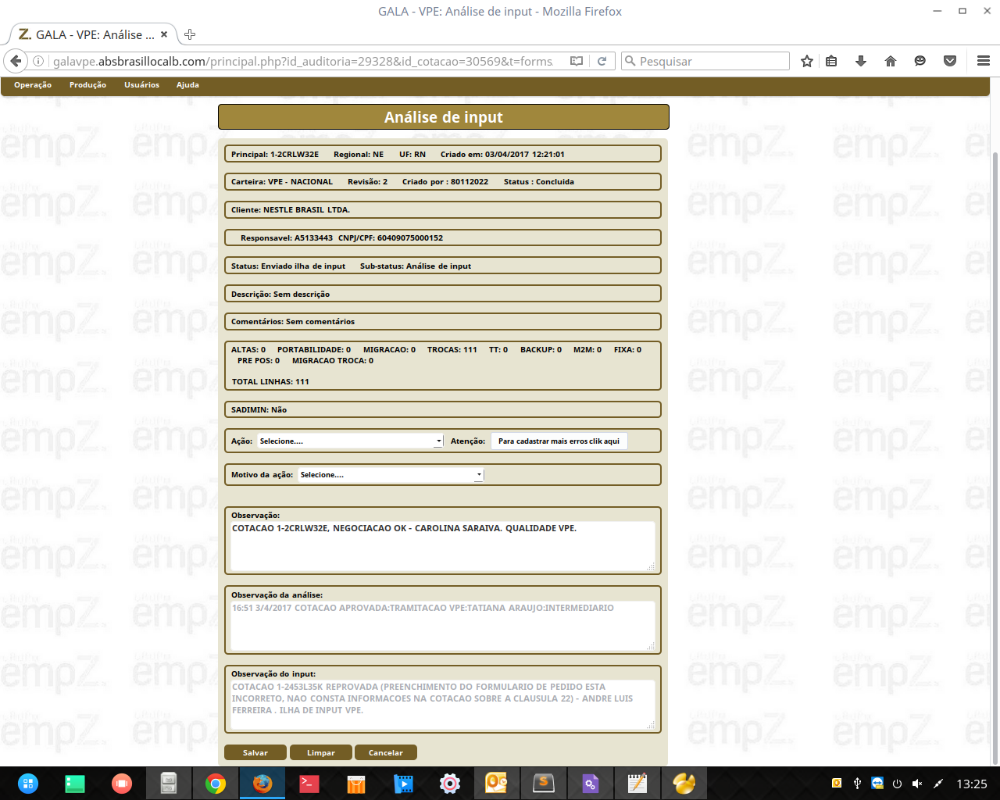 GALA - VPE: Análise de input - Mozilla Firefox
Z. GALA - VPE: Análise ...
galavpe.absbrasillocalb.com/principal.php?id_auditoria=29328&id_cotacao=30569&t=forms
Pesquisar
Operação Produção Usuários Ajuda
Análise de input
Principal: 1-2CRLW32E Regional: NE UF: RN Criado em: 03/04/2017 12:21:01
Carteira: VPE - NACIONAL Revisão: 2 Criado por : 80112022 Status : Concluida
Cliente: NESTLE BRASIL LTDA.
Responsavel: A5133443 CNPJ/CPF: 60409075000152
Status: Enviado ilha de input Sub-status: Análise de input
Descrição: Sem descrição
Comentários: Sem comentários
ALTAS: 0 PORTABILIDADE: 0 MIGRACAO: 0 TROCAS: 111 TT: 0 BACKUP: 0 M2M: 0 FIXA: 0
PRE POS: 0 MIGRACAO TROCA: 0
TOTAL LINHAS: 111
SADIMIN: Não
Ação: Selecione.... Atenção: Para cadastrar mais erros clik aqui
Motivo da ação: Selecione....
Observação:
COTACAO 1-2CRLW32E, NEGOCIACAO OK - CAROLINA SARAIVA. QUALIDADE VPE.
Observação da análise:
16:51 3/4/2017 COTACAO APROVADA:TRAMITACAO VPE:TATIANA ARAUJO:INTERMEDIARIO
Observação do input:
COTACAO 1-2453L35K REPROVADA (PREENCHIMENTO DO FORMULARIO DE PEDIDO ESTA
INCORRETO, NAO CONSTA INFORMACOES NA COTACAO SOBRE A CLAUSULA 22) - ANDRE LUIS
FERREIRA . ILHA DE INPUT VPE.
Salvar Limpar Cancelar
13:25